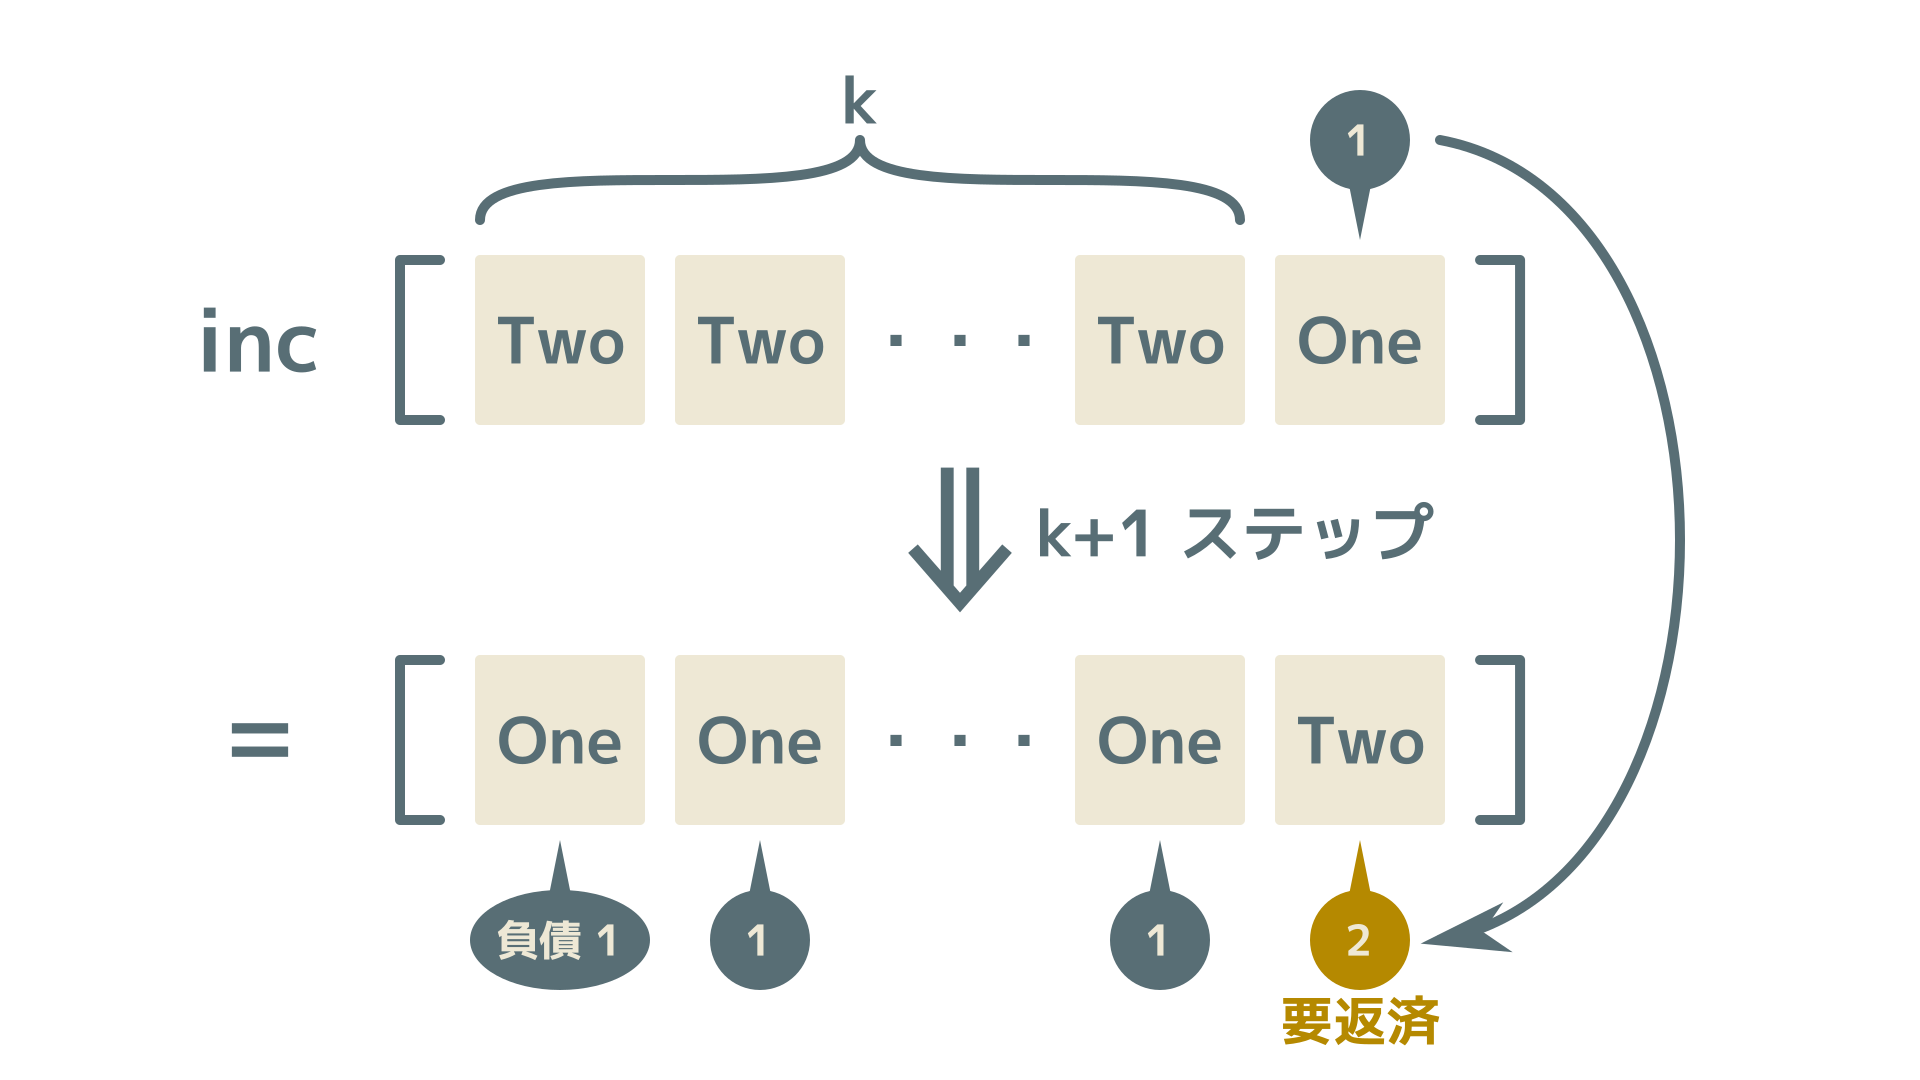 k
1
inc [ Two Two ・・・ Two One ]
k+1 ステップ
= [ One One ・・・ One Two ]
負債 1 1 1 2
要返済